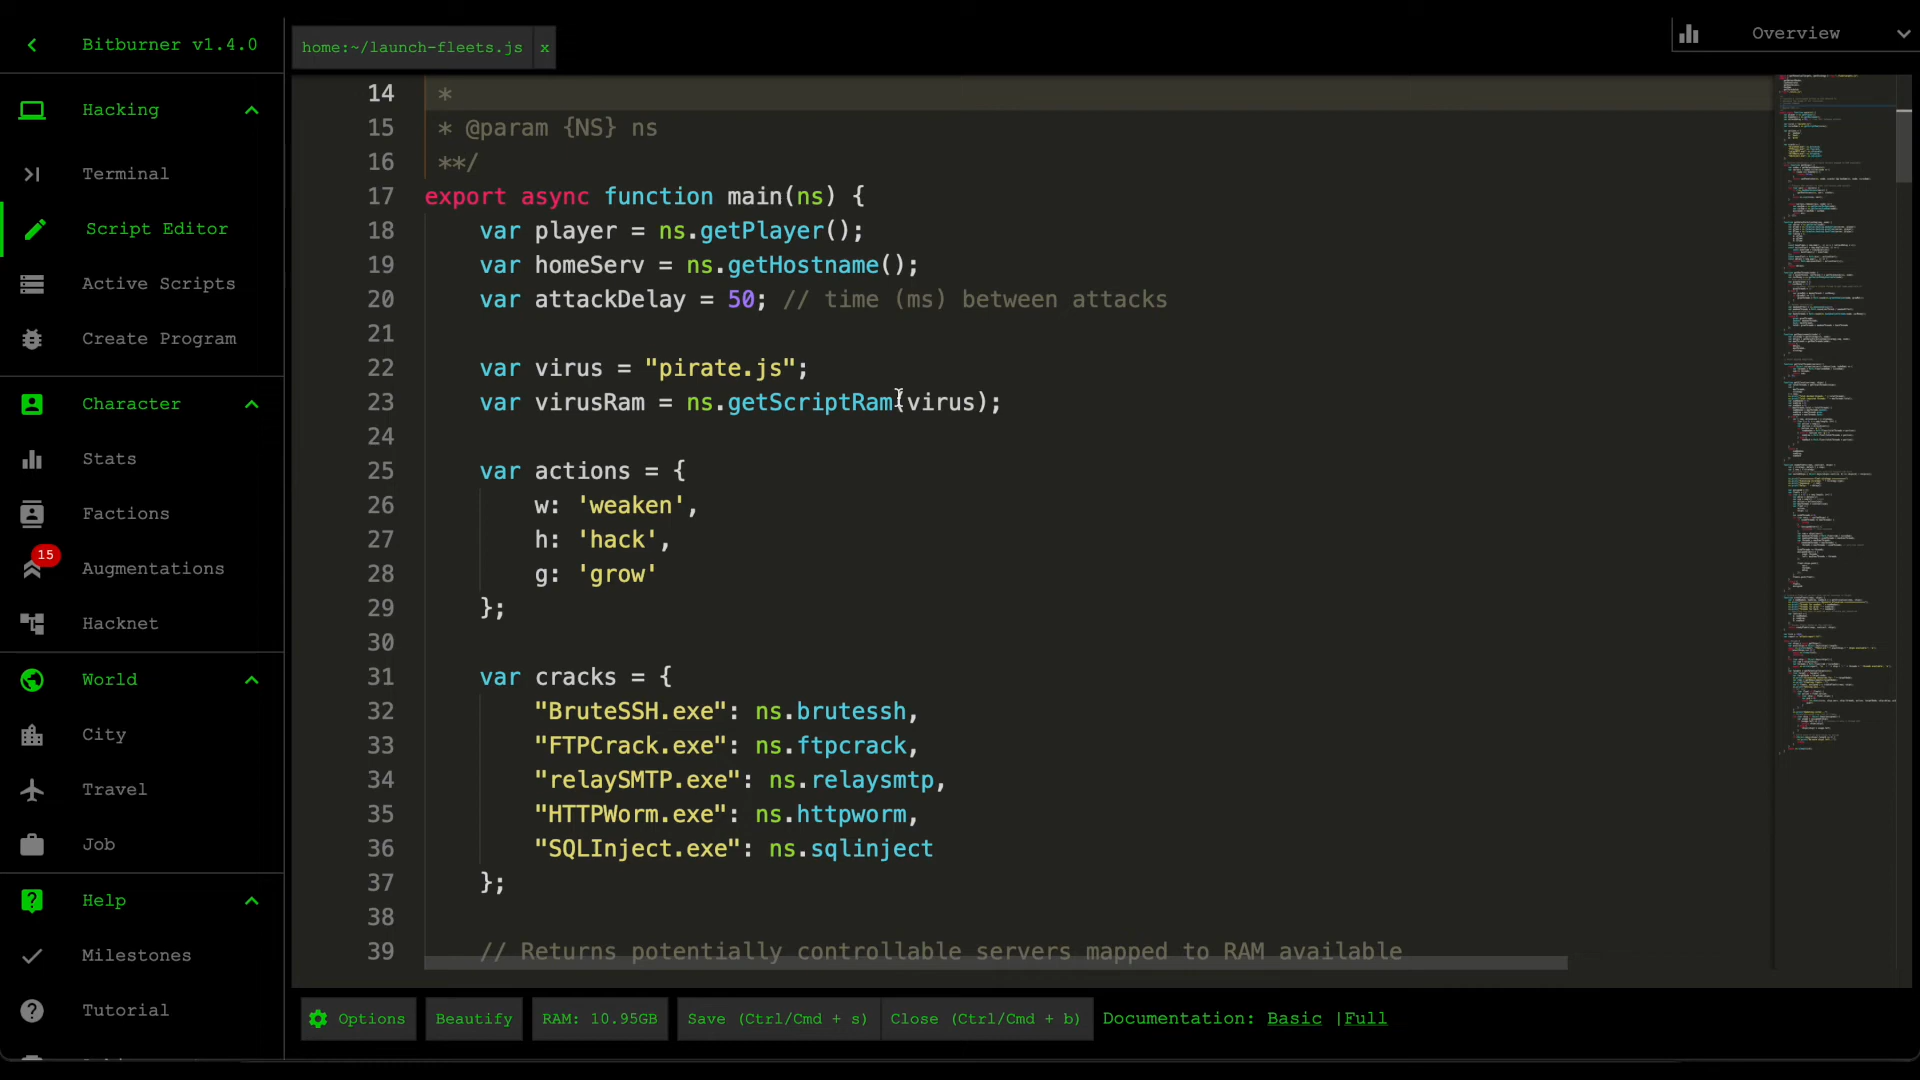 Bitburner v1.4.0
Hacking
Terminal
Script Editor
Active Scripts
Create Program
Character
Stats
Factions
15
Augmentations
Hacknet
World
City
Travel
Job
Help
Milestones
Tutorial
home:~/launch-fleets.js x
Overview
14 *
15 * @param {NS} ns
16 **/
17 export async function main(ns) {
18 var player = ns.getPlayer();
19 var homeServ = ns.getHostname();
20 var attackDelay = 50; // time (ms) between attacks
21
22 var virus = "pirate.js";
23 var virusRam = ns.getScriptRam(virus);
24
25 var actions = {
26 w: 'weaken',
27 h: 'hack',
28 g: 'grow'
29 };
30
31 var cracks = {
32 "BruteSSH.exe": ns.brutessh,
33 "FTPCrack.exe": ns.ftpcrack,
34 "relaySMTP.exe": ns.relaysmtp,
35 "HTTPWorm.exe": ns.httpworm,
36 "SQLInject.exe": ns.sqlinject
37 };
38
39 // Returns potentially controllable servers mapped to RAM available
Options Beautify RAM: 10.95GB Save (Ctrl/Cmd + s) Close (Ctrl/Cmd + b) Documentation: Basic |Full